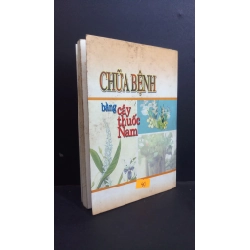 CHỮA BỆNH
bằng cây
thuốc
Nam